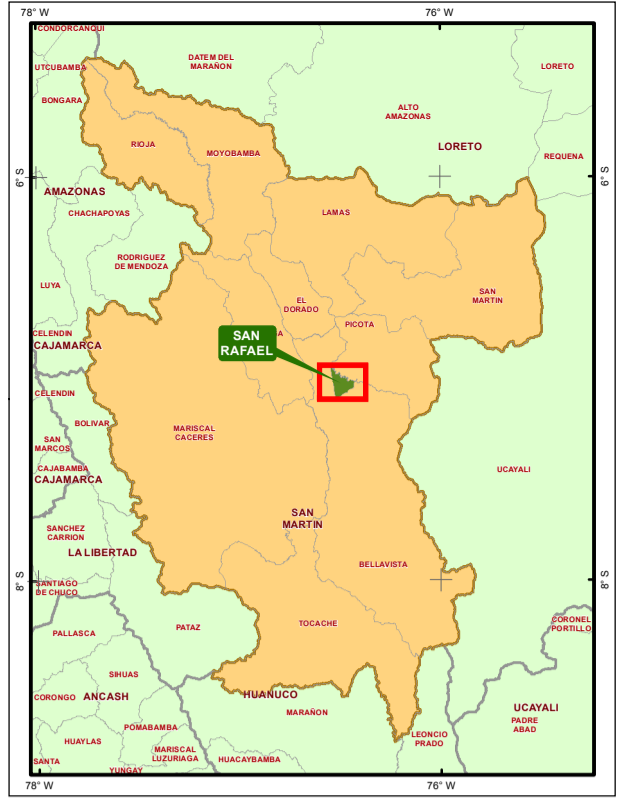 78° W
76° W
CONDORCANQUI
DATEM DEL
MARAÑON
UTCUBAMBA
LORETO
BONGARA
ALTO
AMAZONAS
RIOJA
MOYOBAMBA
LORETO
REQUENA
6° S
6° S
AMAZONAS
CHACHAPOYAS
LAMAS
RODRIGUEZ
DE MENDOZA
LUYA
SAN
MARTIN
EL
DORADO
PICOTA
CELENDIN
CAJAMARCA
A
SAN
RAFAEL
CELENDIN
BOLIVAR
MARISCAL
CACERES
SAN
MARCOS
CAJABAMBA
CAJAMARCA
UCAYALI
SAN
MARTIN
SANCHEZ
CARRION
LA LIBERTAD
BELLAVISTA
8° S
8° S
SANTIAGO
DE CHUCO
PATAZ
TOCACHE
CORONEL
PORTILLO
PALLASCA
SIHUAS
CORONGO
ANCASH
HUANUCO
MARAÑON
UCAYALI
PADRE
ABAD
POMABAMBA
HUAYLAS
MARISCAL
LUZURIAGA
LEONCIO
PRADO
SANTA
YUNGAY
HUACAYBAMBA
78° W
76° W